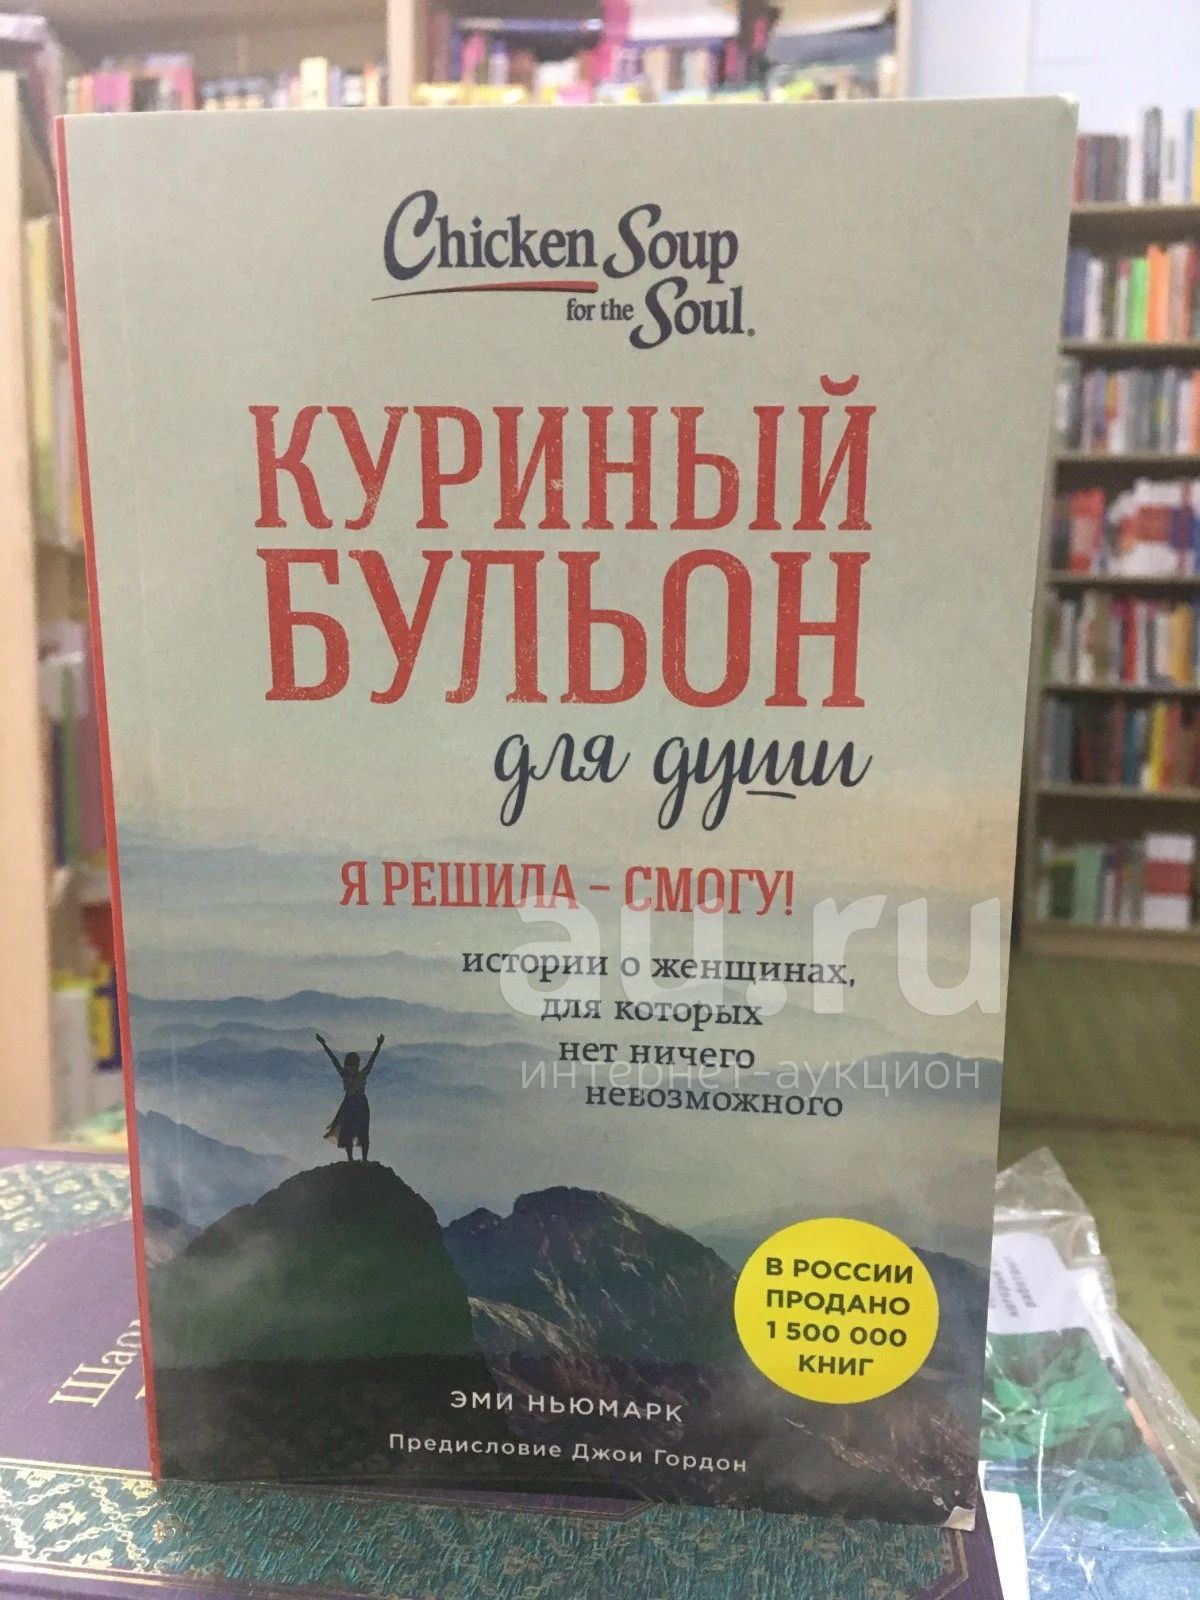 Chicken Soup
for the Soul.
КУРИНЫЙ
БУЛЬОН
для души
Я РЕШИЛА – СМОГУ!
истории о женщинах,
для которых
нет ничего
невозможного
au.ru
интернет-аукцион
В РОССИИ
ПРОДАНО
1 500 000
КНИГ
ЭМИ НЬЮМАРК
Предисловие Джои Гордон